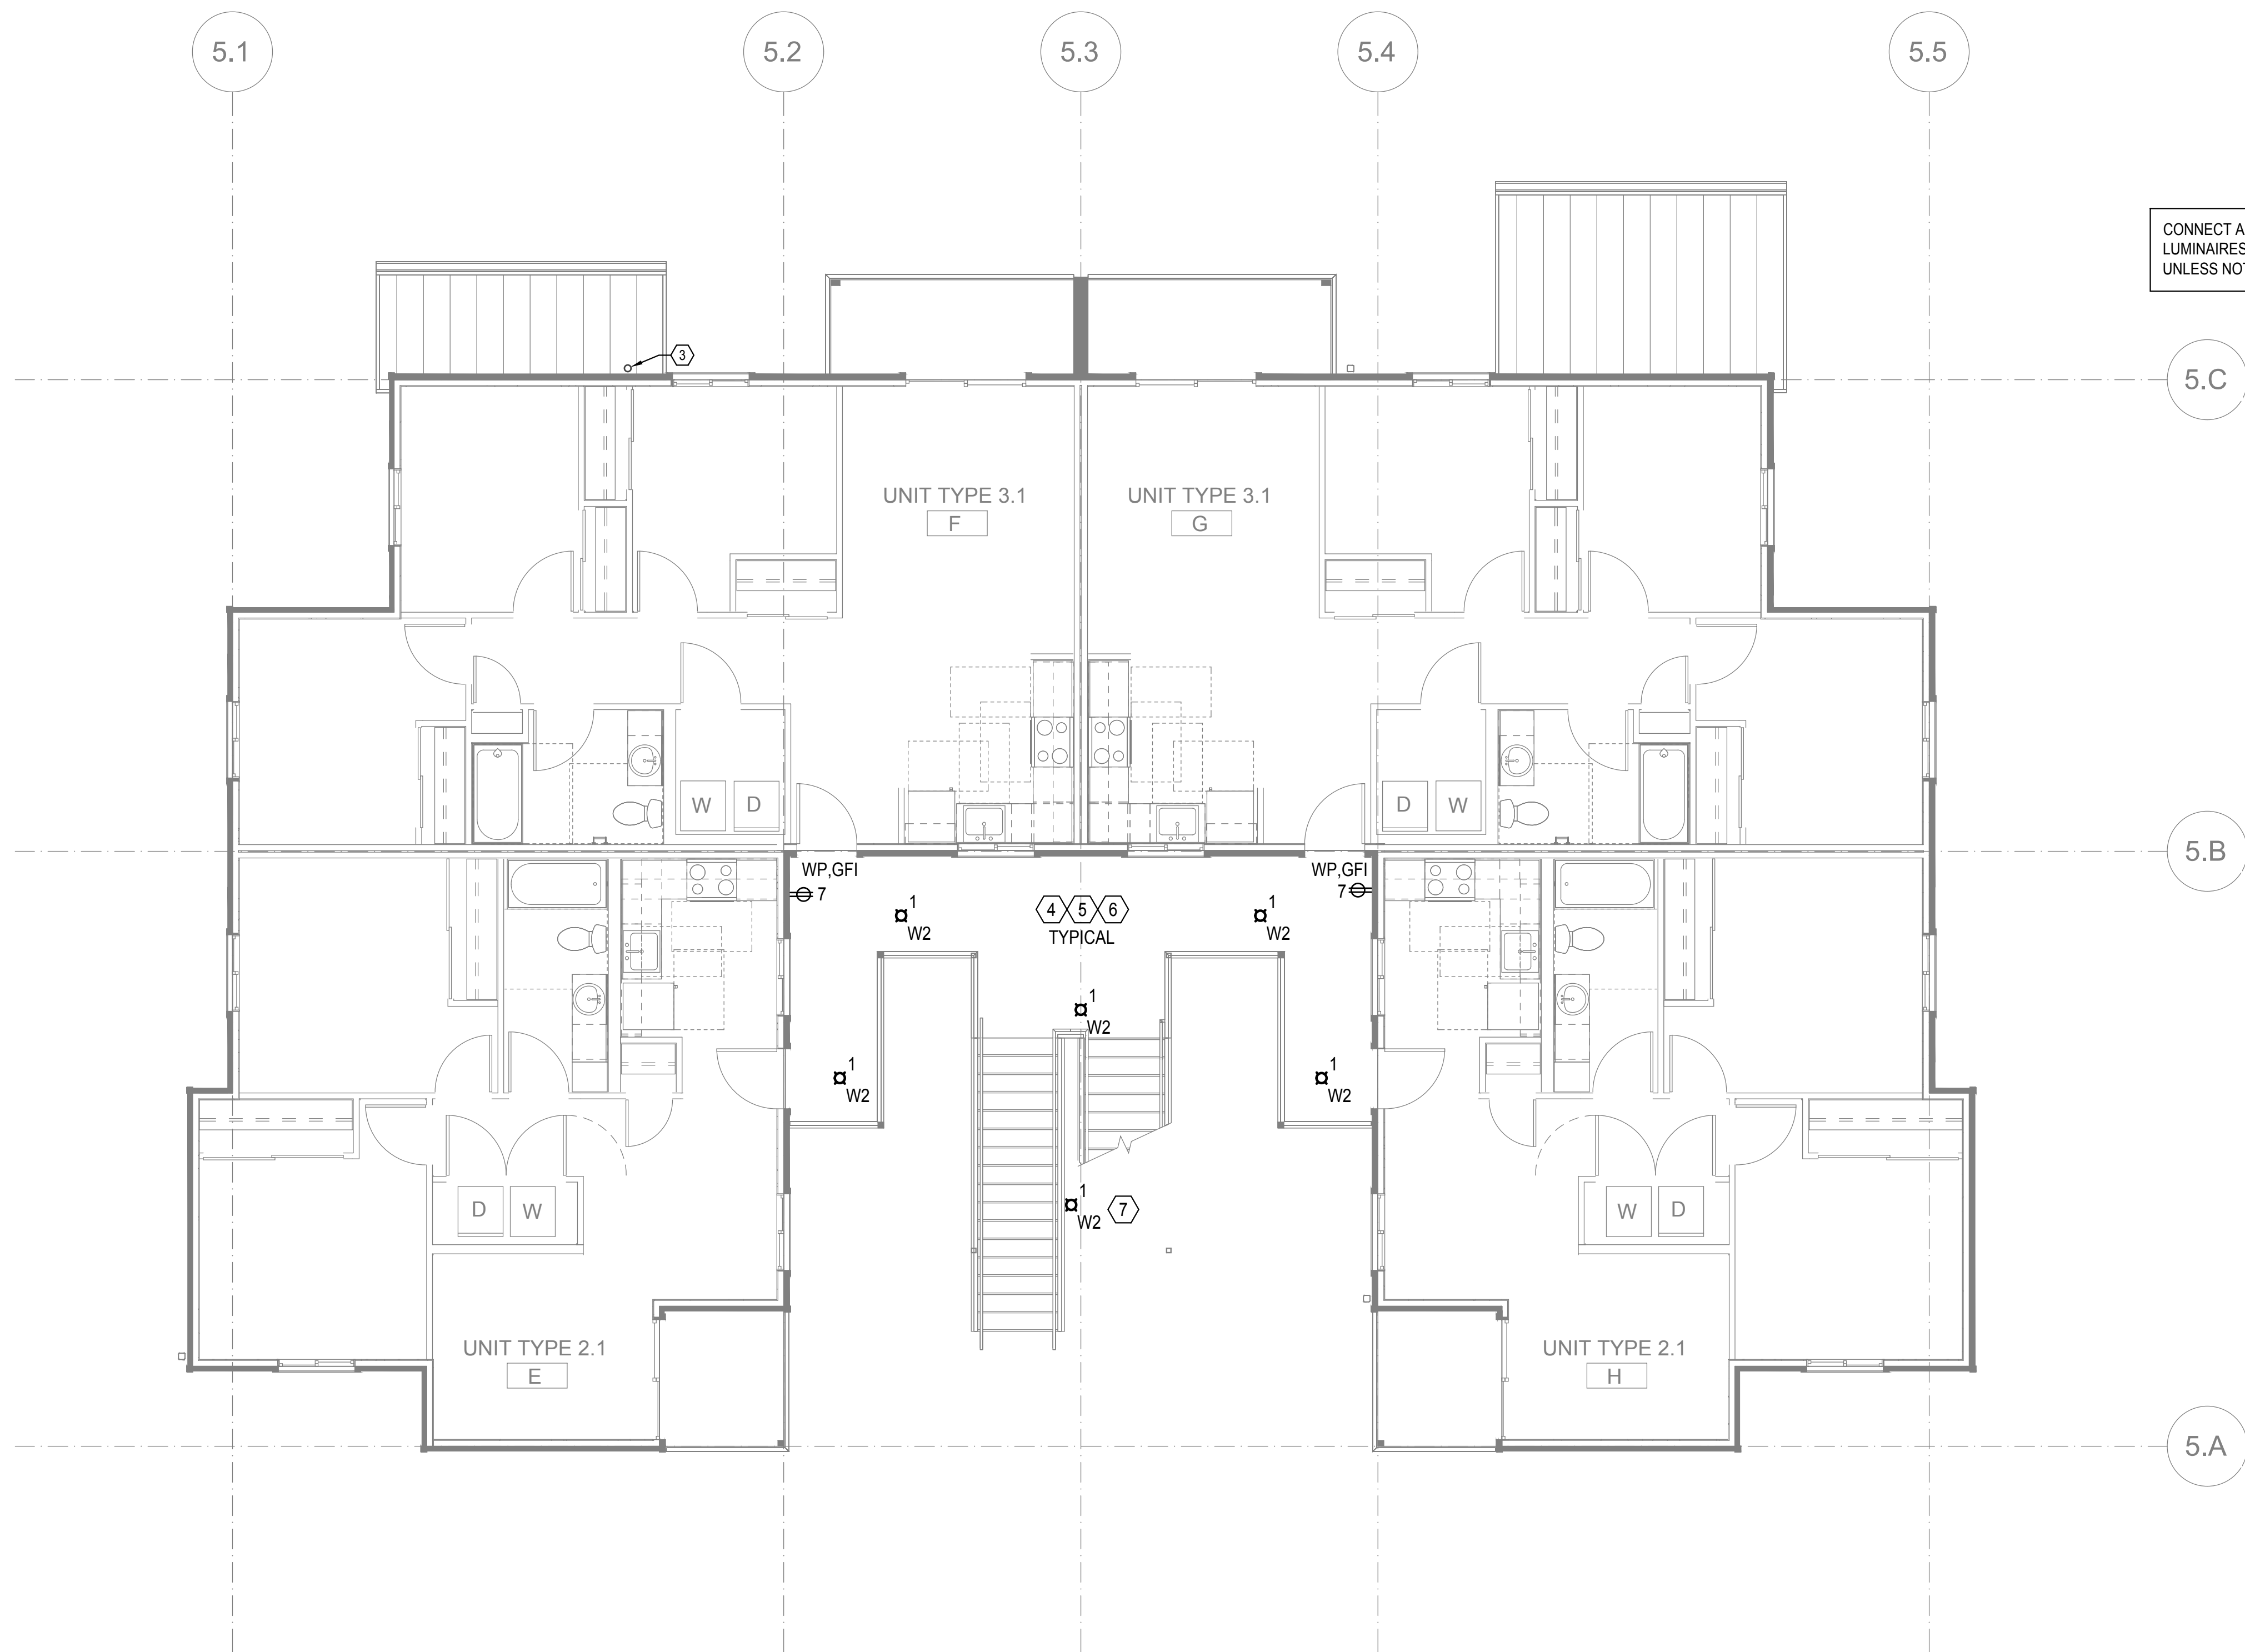 5.1
5.2
5.3
5.4
5.5
CONNECT A
LUMINAIRES
UNLESS NOT
3
5.C
UNIT TYPE 3.1
F
UNIT TYPE 3.1
G
W
D
D
W
5.B
WP,GFI
7
WP,GFI
7
1
W2
4
5
6
TYPICAL
1
W2
1
W2
1
W2
1
W2
D
W
1
W2
7
W
D
UNIT TYPE 2.1
E
UNIT TYPE 2.1
H
5.A